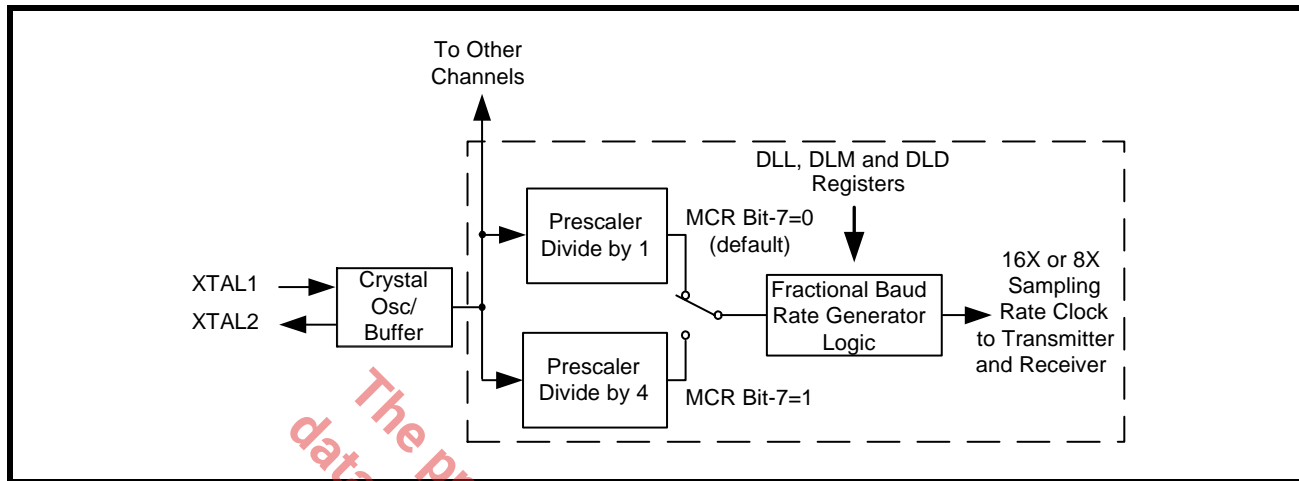 To Other
Channels
DLL, DLM and DLD
Registers
Prescaler
Divide by 1
MCR Bit-7=0
(default)
XTAL1
XTAL2
Crystal
Osc/
Buffer
Fractional Baud
Rate Generator
Logic
16X or 8X
Sampling
Rate Clock
to Transmitter
and Receiver
Prescaler
Divide by 4
MCR Bit-7=1
The